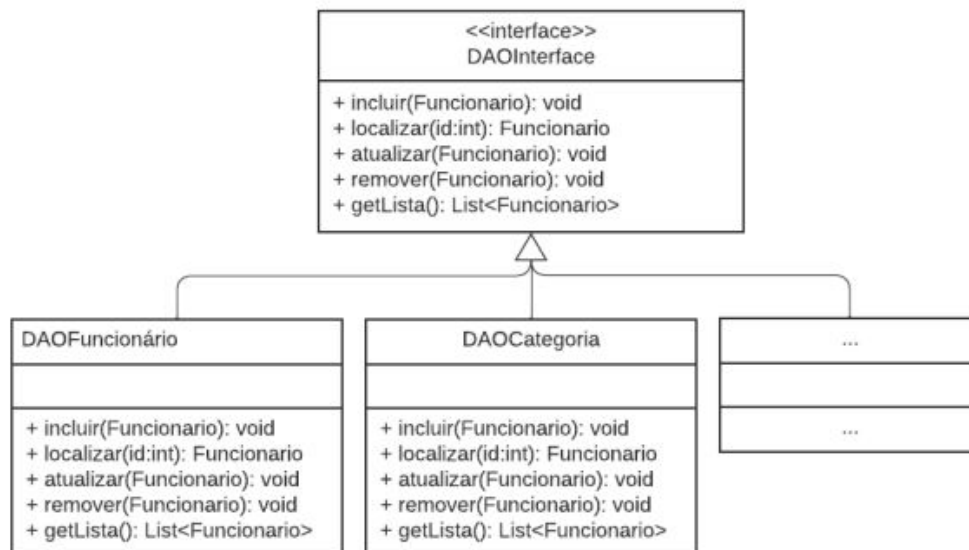 <<interface>>
DAOInterface
+ incluir(Funcionario): void
+ localizar(id:int): Funcionario
+ atualizar(Funcionario): void
+ remover(Funcionario): void
+ getLista(): List<Funcionario>
DAOFuncionário
+ incluir(Funcionario): void
+ localizar(id:int): Funcionario
+ atualizar(Funcionario): void
+ remover(Funcionario): void
+ getLista(): List<Funcionario>
DAOCategoria
+ incluir(Funcionario): void
+ localizar(id:int): Funcionario
+ atualizar(Funcionario): void
+ remover(Funcionario): void
+ getLista(): List<Funcionario>
...
...